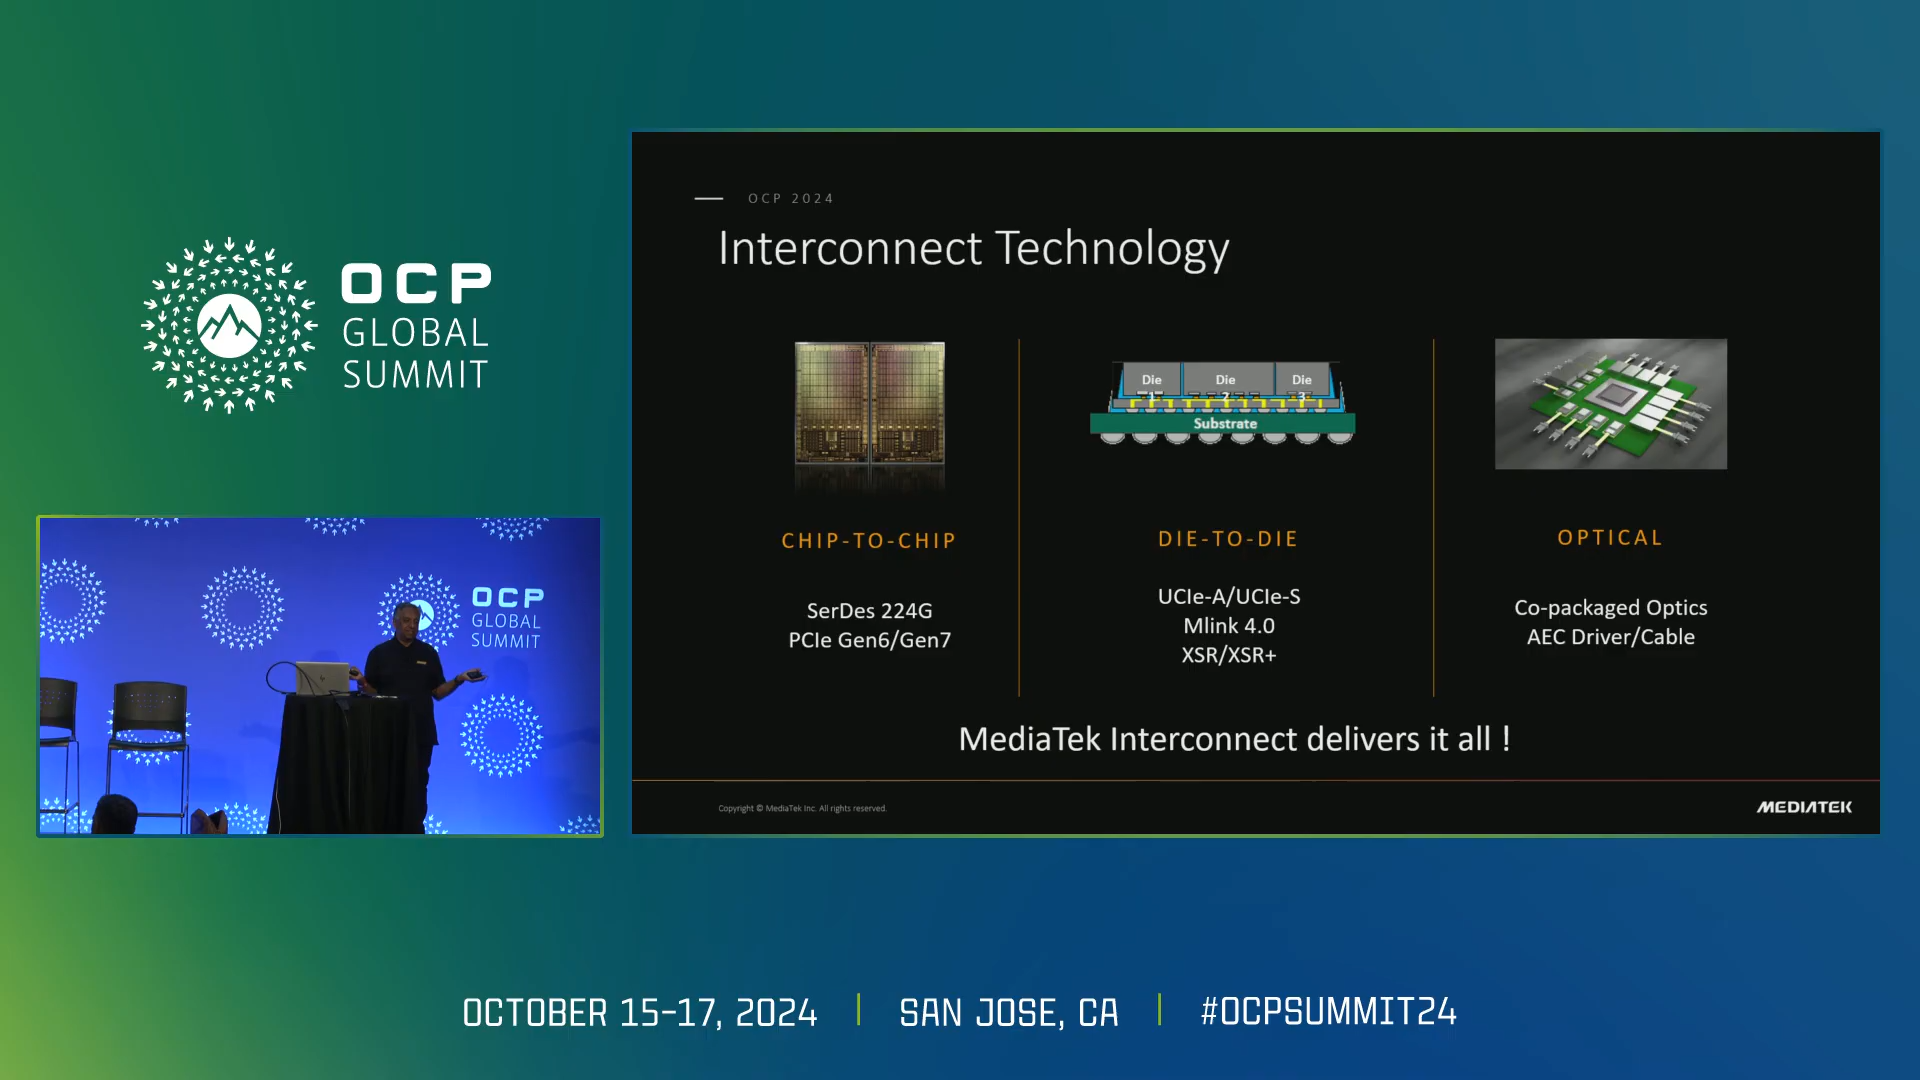 OCP
GLOBAL
SUMMIT
OCP
GLOBAL
SUMMIT
OCP 2024
Interconnect Technology
Die
1
Die
2
Die
3
Substrate
CHIP-TO-CHIP
SerDes 224G
PCIe Gen6/Gen7
DIE-TO-DIE
UCIe-A/UCIe-S
Mlink 4.0
XSR/XSR+
OPTICAL
Co-packaged Optics
AEC Driver/Cable
MediaTek Interconnect delivers it all !
Copyright © MediaTek Inc. All rights reserved.
MEDIATEK
OCTOBER 15-17, 2024
SAN JOSE, CA
#OCPSUMMIT24